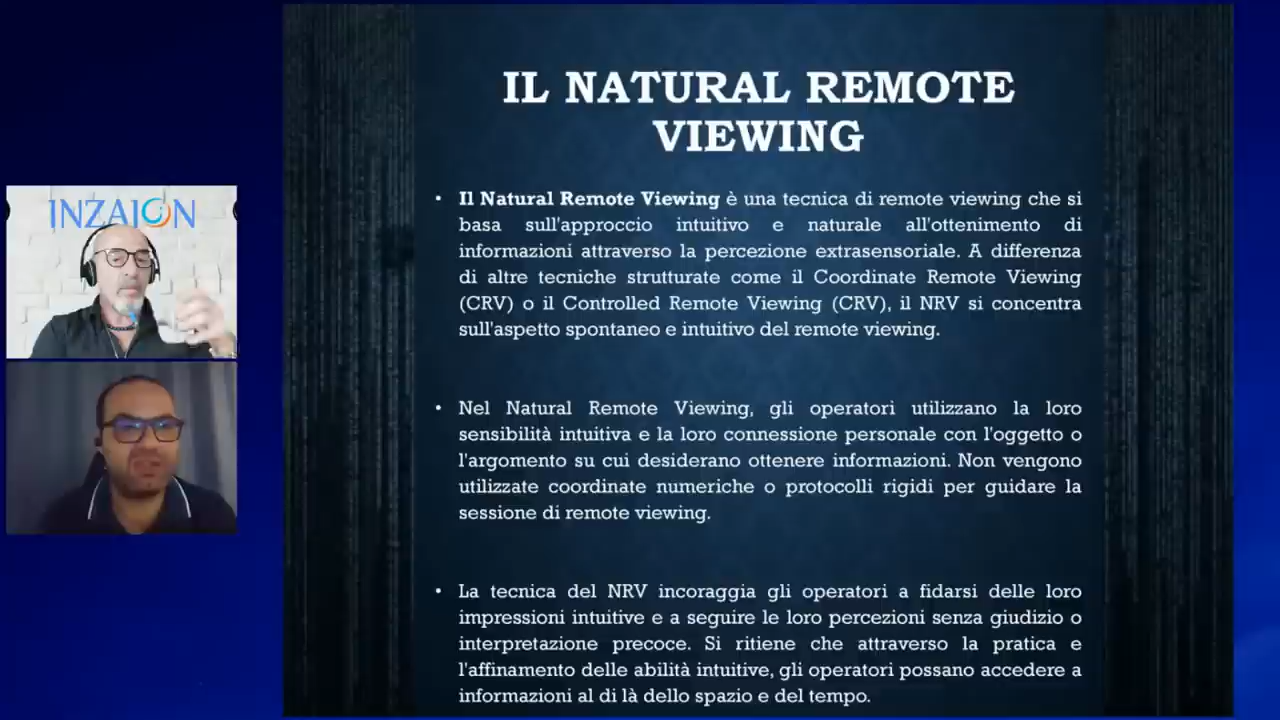 IL NATURAL REMOTE
VIEWING
INZAION
• Il Natural Remote Viewing è una tecnica di remote viewing che si
basa sull'approccio intuitivo e naturale all'ottenimento di
informazioni attraverso la percezione extrasensoriale. A differenza
di altre tecniche strutturate come il Coordinate Remote Viewing
(CRV) o il Controlled Remote Viewing (CRV), il NRV si concentra
sull'aspetto spontaneo e intuitivo del remote viewing.
• Nel Natural Remote Viewing, gli operatori utilizzano la loro
sensibilità intuitiva e la loro connessione personale con l'oggetto o
l'argomento su cui desiderano ottenere informazioni. Non vengono
utilizzate coordinate numeriche o protocolli rigidi per guidare la
sessione di remote viewing.
• La tecnica del NRV incoraggia gli operatori a fidarsi delle loro
impressioni intuitive e a seguire le loro percezioni senza giudizio o
interpretazione precoce. Si ritiene che attraverso la pratica e
l'affinamento delle abilità intuitive, gli operatori possano accedere a
informazioni al di là dello spazio e del tempo.